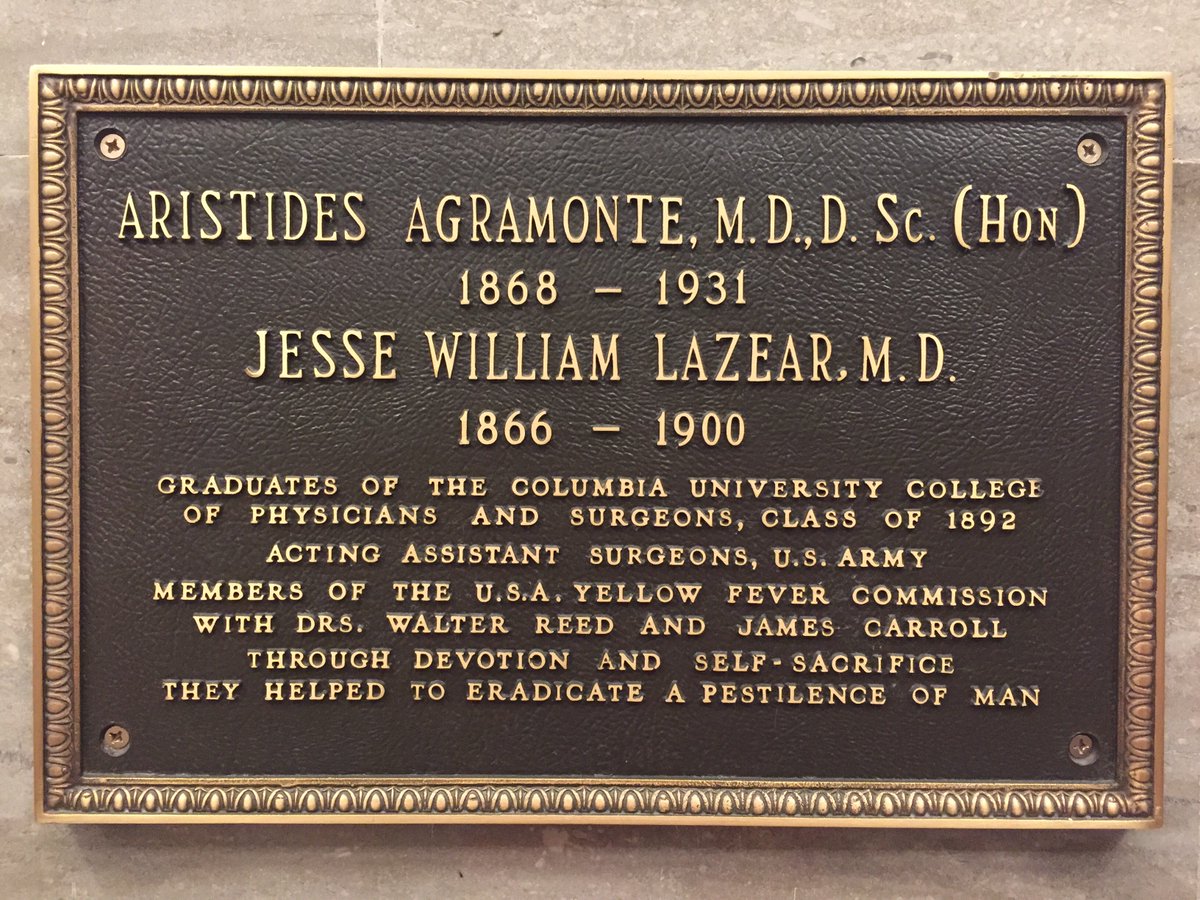 ARISTIDES AGRAMONTE, M.D., D. Sc. (Hon)
1868 – 1931
JESSE WILLIAM LAZEAR, M.D.
1866 – 1900
GRADUATES OF THE COLUMBIA UNIVERSITY COLLEGE
OF PHYSICIANS AND SURGEONS, CLASS OF 1892
ACTING ASSISTANT SURGEONS, U.S. ARMY
MEMBERS OF THE U.S.A. YELLOW FEVER COMMISSION
WITH DRS. WALTER REED AND JAMES CARROLL
THROUGH DEVOTION AND SELF-SACRIFICE
THEY HELPED TO ERADICATE A PESTILENCE OF MAN